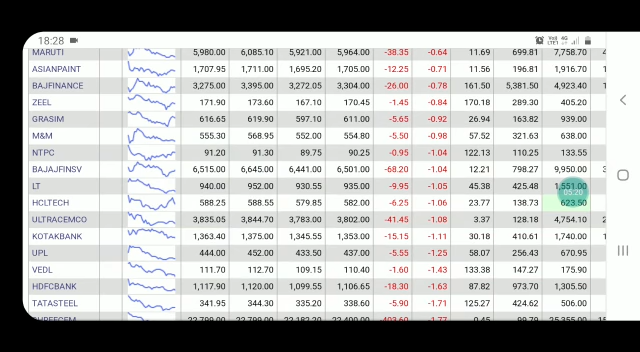 18:28 Voi) 4G LTE1
MARUTI 5,980.00 6,085.10 5,921.00 5,964.00 -38.35 -0.64 11.69 699.81 7,758.70 4
ASIANPAINT 1,707.95 1,711.00 1,695.20 1,705.00 -12.25 -0.71 11.56 196.81 1,916.70 1
BAJFINANCE 3,275.00 3,395.00 3,272.05 3,304.00 -26.00 -0.78 161.50 5,381.50 4,923.40 1
ZEEL 171.90 173.60 167.10 170.45 -1.45 -0.84 170.18 289.30 405.20
GRASIM 616.65 619.90 597.10 611.00 -5.65 -0.92 26.94 163.82 939.00
M&M 555.30 568.95 552.00 554.80 -5.50 -0.98 57.52 321.63 638.00
NTPC 91.20 91.30 89.75 90.25 -0.95 -1.04 122.13 110.25 133.55
BAJAJFINSV 6,515.00 6,645.00 6,441.00 6,501.00 -68.20 -1.04 12.21 798.27 9,950.00 3
LT 940.00 952.00 930.55 935.00 -9.95 -1.05 45.38 425.48 1,551.00
05:20
HCLTECH 588.25 588.55 579.85 582.00 -6.25 -1.06 23.77 138.73 623.50
ULTRACEMCO 3,835.05 3,844.70 3,783.00 3,802.00 -41.45 -1.08 3.37 128.18 4,754.10 2
KOTAKBANK 1,363.40 1,375.00 1,345.55 1,353.00 -15.15 -1.11 30.18 410.61 1,740.00 1
UPL 444.00 452.00 433.50 437.00 -5.55 -1.25 58.07 256.43 670.95
VEDL 111.70 112.70 109.15 110.40 -1.60 -1.43 133.38 147.27 175.90
HDFCBANK 1,117.90 1,120.00 1,099.55 1,106.65 -18.30 -1.63 87.82 973.70 1,305.50
TATASTEEL 341.95 344.30 335.20 338.60 -5.90 -1.71 125.27 424.62 506.00